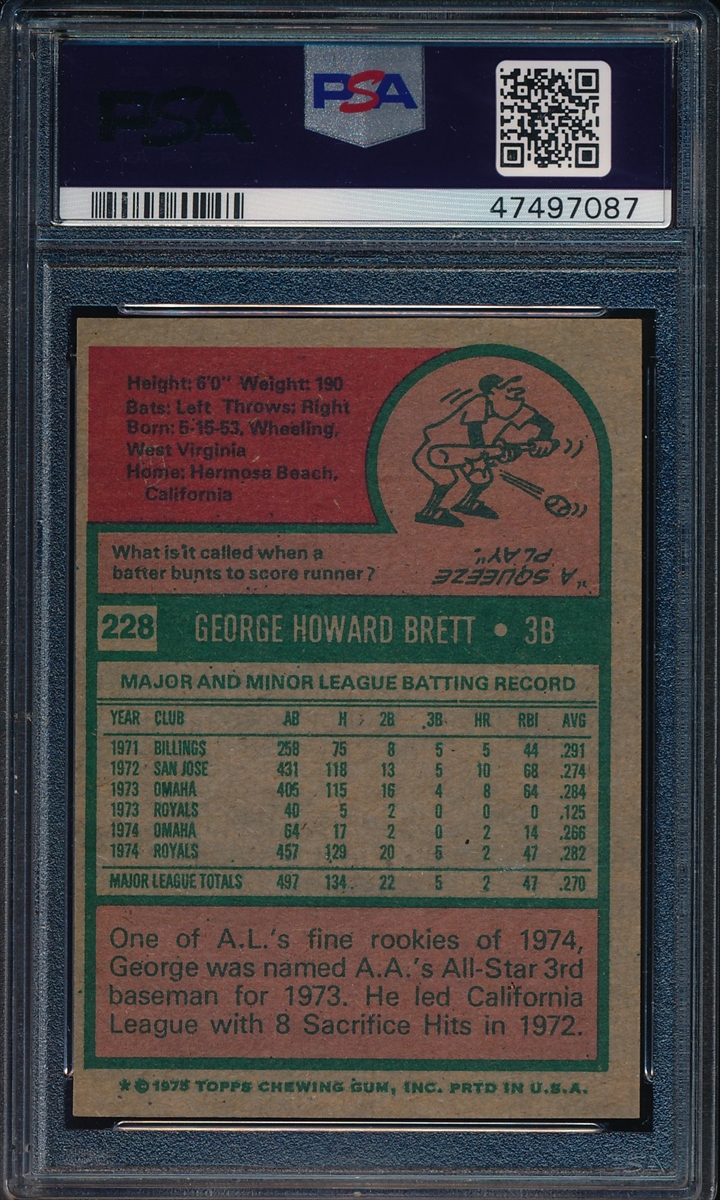 PSA
PSA
47497087
Height: 6'0" Weight: 190
Bats: Left Throws: Right
Born: 5-15-53, Wheeling,
West Virginia
Home: Hermosa Beach,
California
What is it called when a
batter bunts to score runner?
"A SQUEEZE
PLAY".
228 GEORGE HOWARD BRETT • 3B
MAJOR AND MINOR LEAGUE BATTING RECORD
YEAR CLUB AB H 2B 3B HR RBI AVG
1971 BILLINGS 258 75 8 5 5 44 .291
1972 SAN JOSE 431 118 13 5 10 68 .274
1973 OMAHA 405 115 16 4 8 64 .284
1973 ROYALS 40 5 2 0 0 0 .125
1974 OMAHA 64 17 2 0 2 14 .266
1974 ROYALS 457 129 20 5 2 47 .282
MAJOR LEAGUE TOTALS 497 134 22 5 2 47 .270
One of A.L.'s fine rookies of 1974,
George was named A.A.'s All-Star 3rd
baseman for 1973. He led California
League with 8 Sacrifice Hits in 1972.
* © 1975 TOPPS CHEWING GUM, INC. PRTD IN U.S.A.